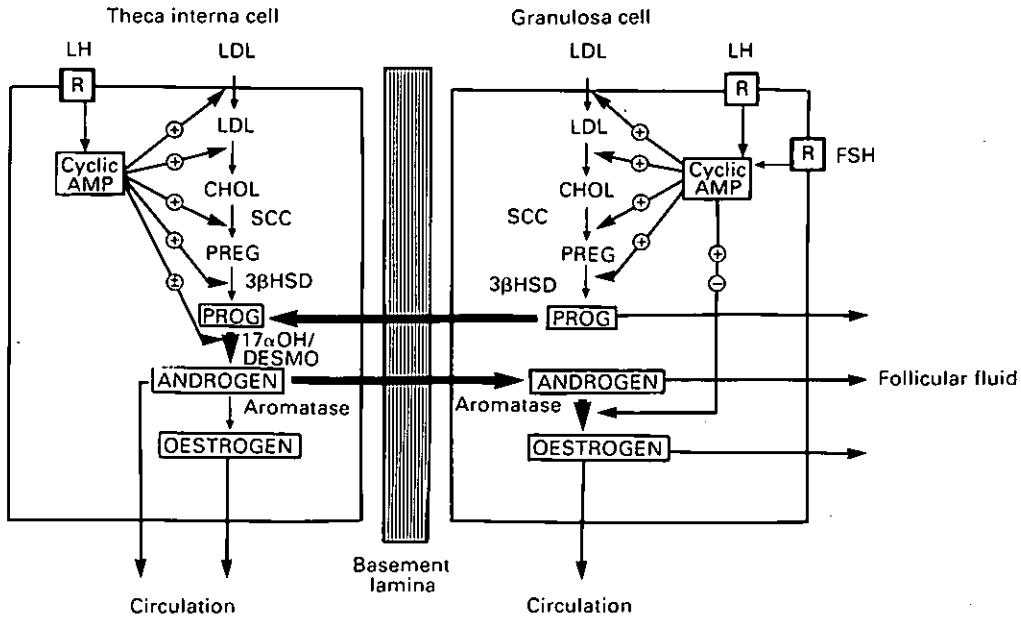 Theca interna cell
LH
LDL
R
LDL
Cyclic
AMP
+
+
+
+
±
CHOL
SCC
PREG
3βHSD
PROG
17αOH/
DESMO
ANDROGEN
Aromatase
OESTROGEN
Circulation
Basement
lamina
Granulosa cell
LDL
LH
R
R
FSH
LDL
Cyclic
AMP
+
+
+
+
+
−
CHOL
SCC
PREG
3βHSD
PROG
ANDROGEN
Follicular fluid
Aromatase
OESTROGEN
Circulation